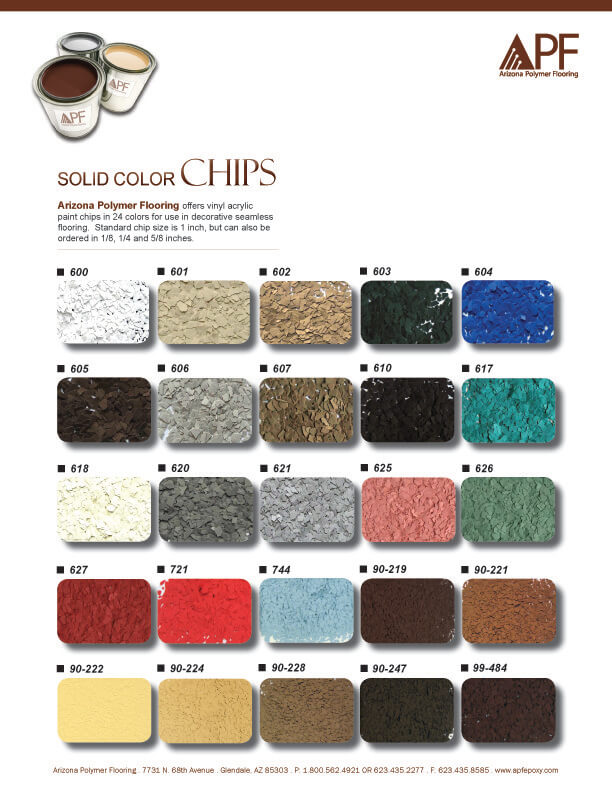 APF
Arizona Polymer Flooring
APF
SOLID COLOR CHIPS
Arizona Polymer Flooring offers vinyl acrylic
paint chips in 24 colors for use in decorative seamless
flooring. Standard chip size is 1 inch, but can also be
ordered in 1/8, 1/4 and 5/8 inches.
600 601 602 603 604
605 606 607 610 617
618 620 621 625 626
627 721 744 90-219 90-221
90-222 90-224 90-228 90-247 99-484
Arizona Polymer Flooring . 7731 N. 68th Avenue . Glendale, AZ 85303 . P: 1.800.562.4921 OR 623.435.2277 . F. 623.435.8585 . www.apfepoxy.com